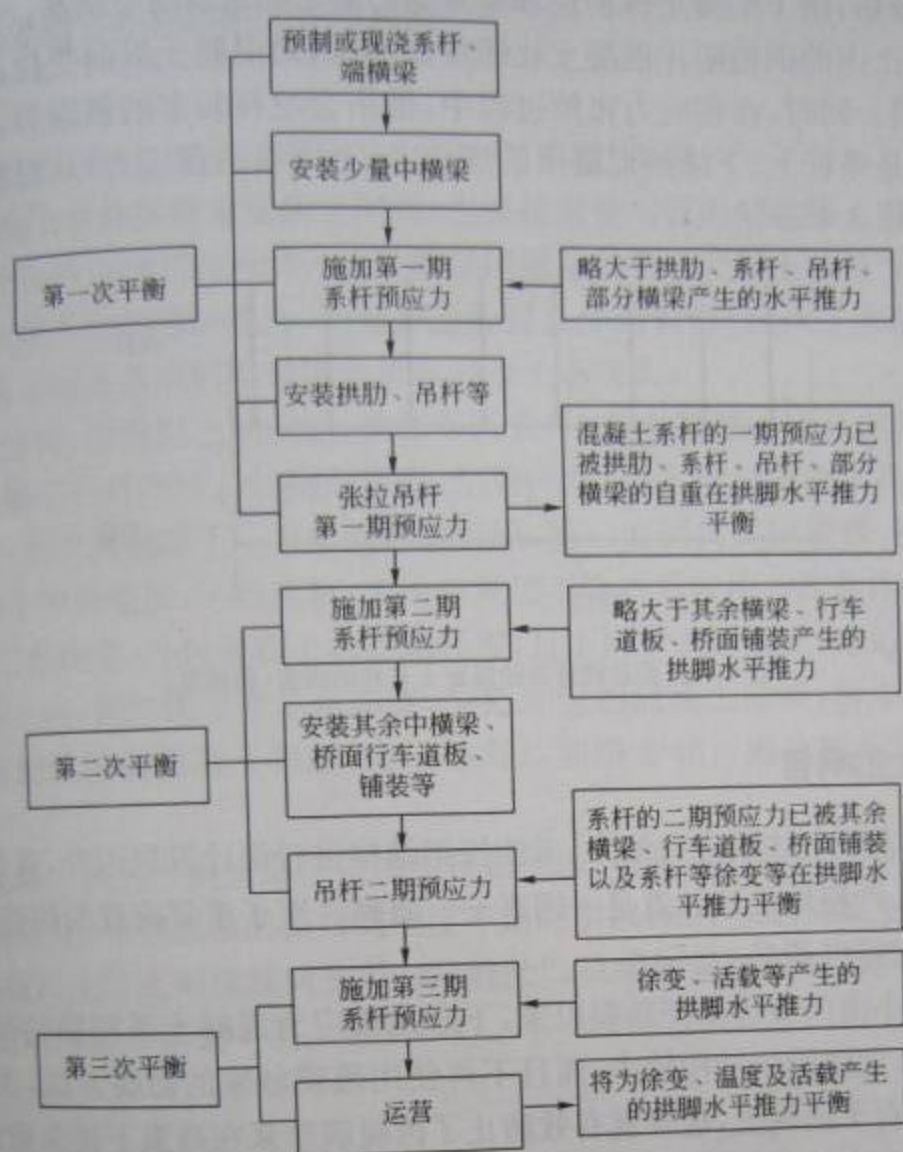 预制或现浇系杆、
端横梁
安装少量中横梁
第一次平衡
施加第一期
系杆预应力
略大于拱肋、系杆、吊杆、
部分横梁产生的水平推力
安装拱肋、吊杆等
张拉吊杆
第一期预应力
混凝土系杆的一期预应力已
被拱肋、系杆、吊杆、部分
横梁的自重在拱脚水平推力
平衡
施加第二期
系杆预应力
略大于其余横梁、行车
道板、桥面铺装产生的
拱脚水平推力
第二次平衡
安装其余中横梁、
桥面行车道板、
铺装等
吊杆二期预应力
系杆的二期预应力已被其余
横梁、行车道板、桥面铺装
以及系杆等徐变等在拱脚水
平推力平衡
施加第三期
系杆预应力
徐变、活载等产生的
拱脚水平推力
第三次平衡
运营
将为徐变、温度及活载产生
的拱脚水平推力平衡